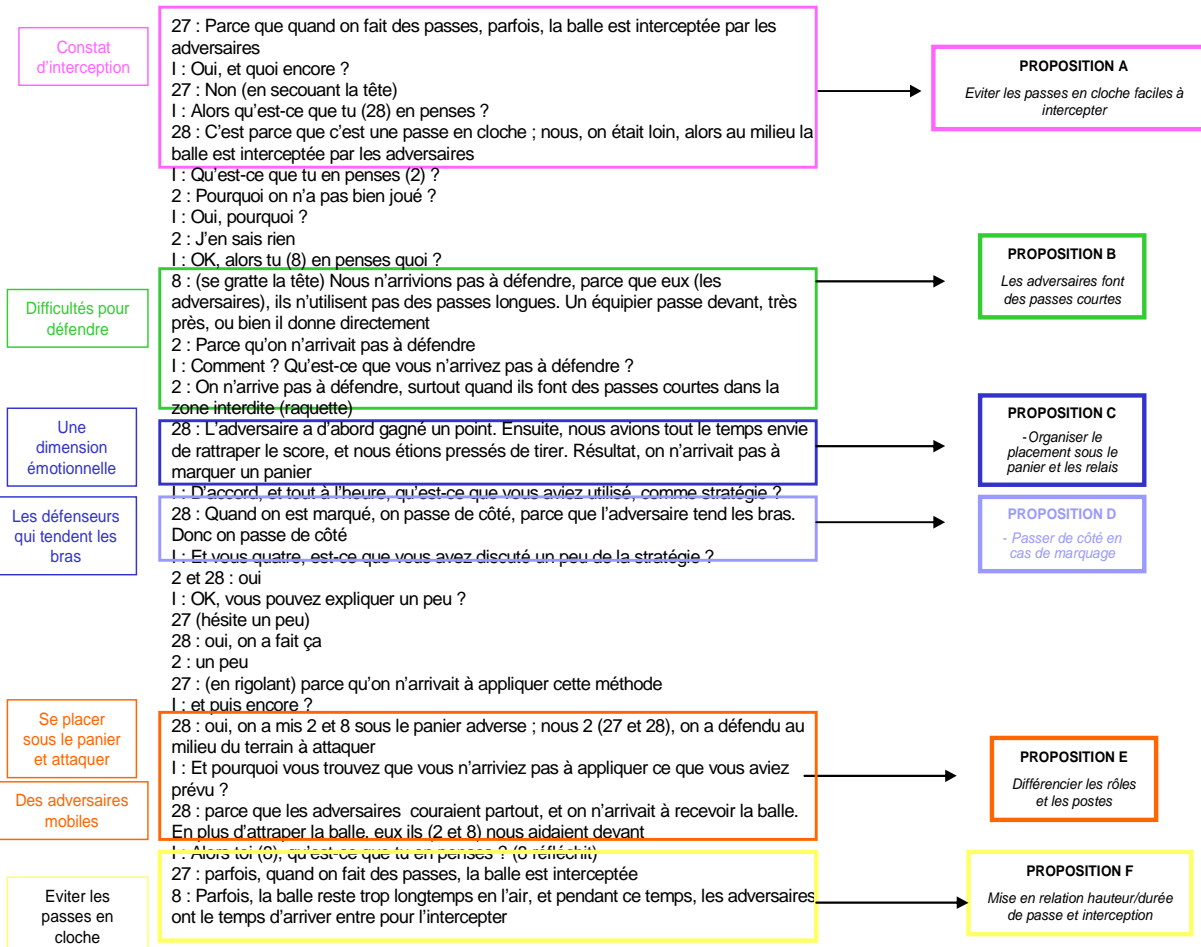 Constat
d'interception
27 : Parce que quand on fait des passes, parfois, la balle est interceptée par les
adversaires
I : Oui, et quoi encore ?
27 : Non (en secouant la tête)
I : Alors qu'est-ce que tu (28) en penses ?
28 : C'est parce que c'est une passe en cloche ; nous, on était loin, alors au milieu la
balle est interceptée par les adversaires
PROPOSITION A
Eviter les passes en cloche faciles à
intercepter
I : Qu'est-ce que tu en penses (2) ?
2 : Pourquoi on n'a pas bien joué ?
I : Oui, pourquoi ?
2 : J'en sais rien
I : OK, alors tu (8) en penses quoi ?
Difficultés pour
défendre
8 : (se gratte la tête) Nous n'arrivions pas à défendre, parce que eux (les
adversaires), ils n'utilisent pas des passes longues. Un équipier passe devant, très
près, ou bien il donne directement
2 : Parce qu'on n'arrivait pas à défendre
I : Comment ? Qu'est-ce que vous n'arrivez pas à défendre ?
2 : On n'arrive pas à défendre, surtout quand ils font des passes courtes dans la
zone interdite (raquette)
PROPOSITION B
Les adversaires font
des passes courtes
Une
dimension
émotionnelle
28 : L'adversaire a d'abord gagné un point. Ensuite, nous avions tout le temps envie
de rattraper le score, et nous étions pressés de tirer. Résultat, on n'arrivait pas à
marquer un panier
PROPOSITION C
-Organiser le
placement sous le
panier et les relais
I : D'accord, et tout à l'heure, qu'est-ce que vous aviez utilisé, comme stratégie ?
Les défenseurs
qui tendent les
bras
28 : Quand on est marqué, on passe de côté, parce que l'adversaire tend les bras.
Donc on passe de côté
PROPOSITION D
- Passer de côté en
cas de marquage
I : Et vous quatre, est-ce que vous avez discuté un peu de la stratégie ?
2 et 28 : oui
I : OK, vous pouvez expliquer un peu ?
27 (hésite un peu)
28 : oui, on a fait ça
2 : un peu
27 : (en rigolant) parce qu'on n'arrivait à appliquer cette méthode
I : et puis encore ?
Se placer
sous le panier
et attaquer
Des adversaires
mobiles
28 : oui, on a mis 2 et 8 sous le panier adverse ; nous 2 (27 et 28), on a défendu au
milieu du terrain à attaquer
I : Et pourquoi vous trouvez que vous n'arriviez pas à appliquer ce que vous aviez
prévu ?
28 : parce que les adversaires couraient partout, et on n'arrivait à recevoir la balle.
En plus d'attraper la balle, eux ils (2 et 8) nous aidaient devant
PROPOSITION E
Différencier les rôles
et les postes
I : Alors toi (8), qu'est-ce que tu en penses ? (8 réfléchit)
Eviter les
passes en
cloche
27 : parfois, quand on fait des passes, la balle est interceptée
8 : Parfois, la balle reste trop longtemps en l'air, et pendant ce temps, les adversaires
ont le temps d'arriver entre pour l'intercepter
PROPOSITION F
Mise en relation hauteur/durée
de passe et interception